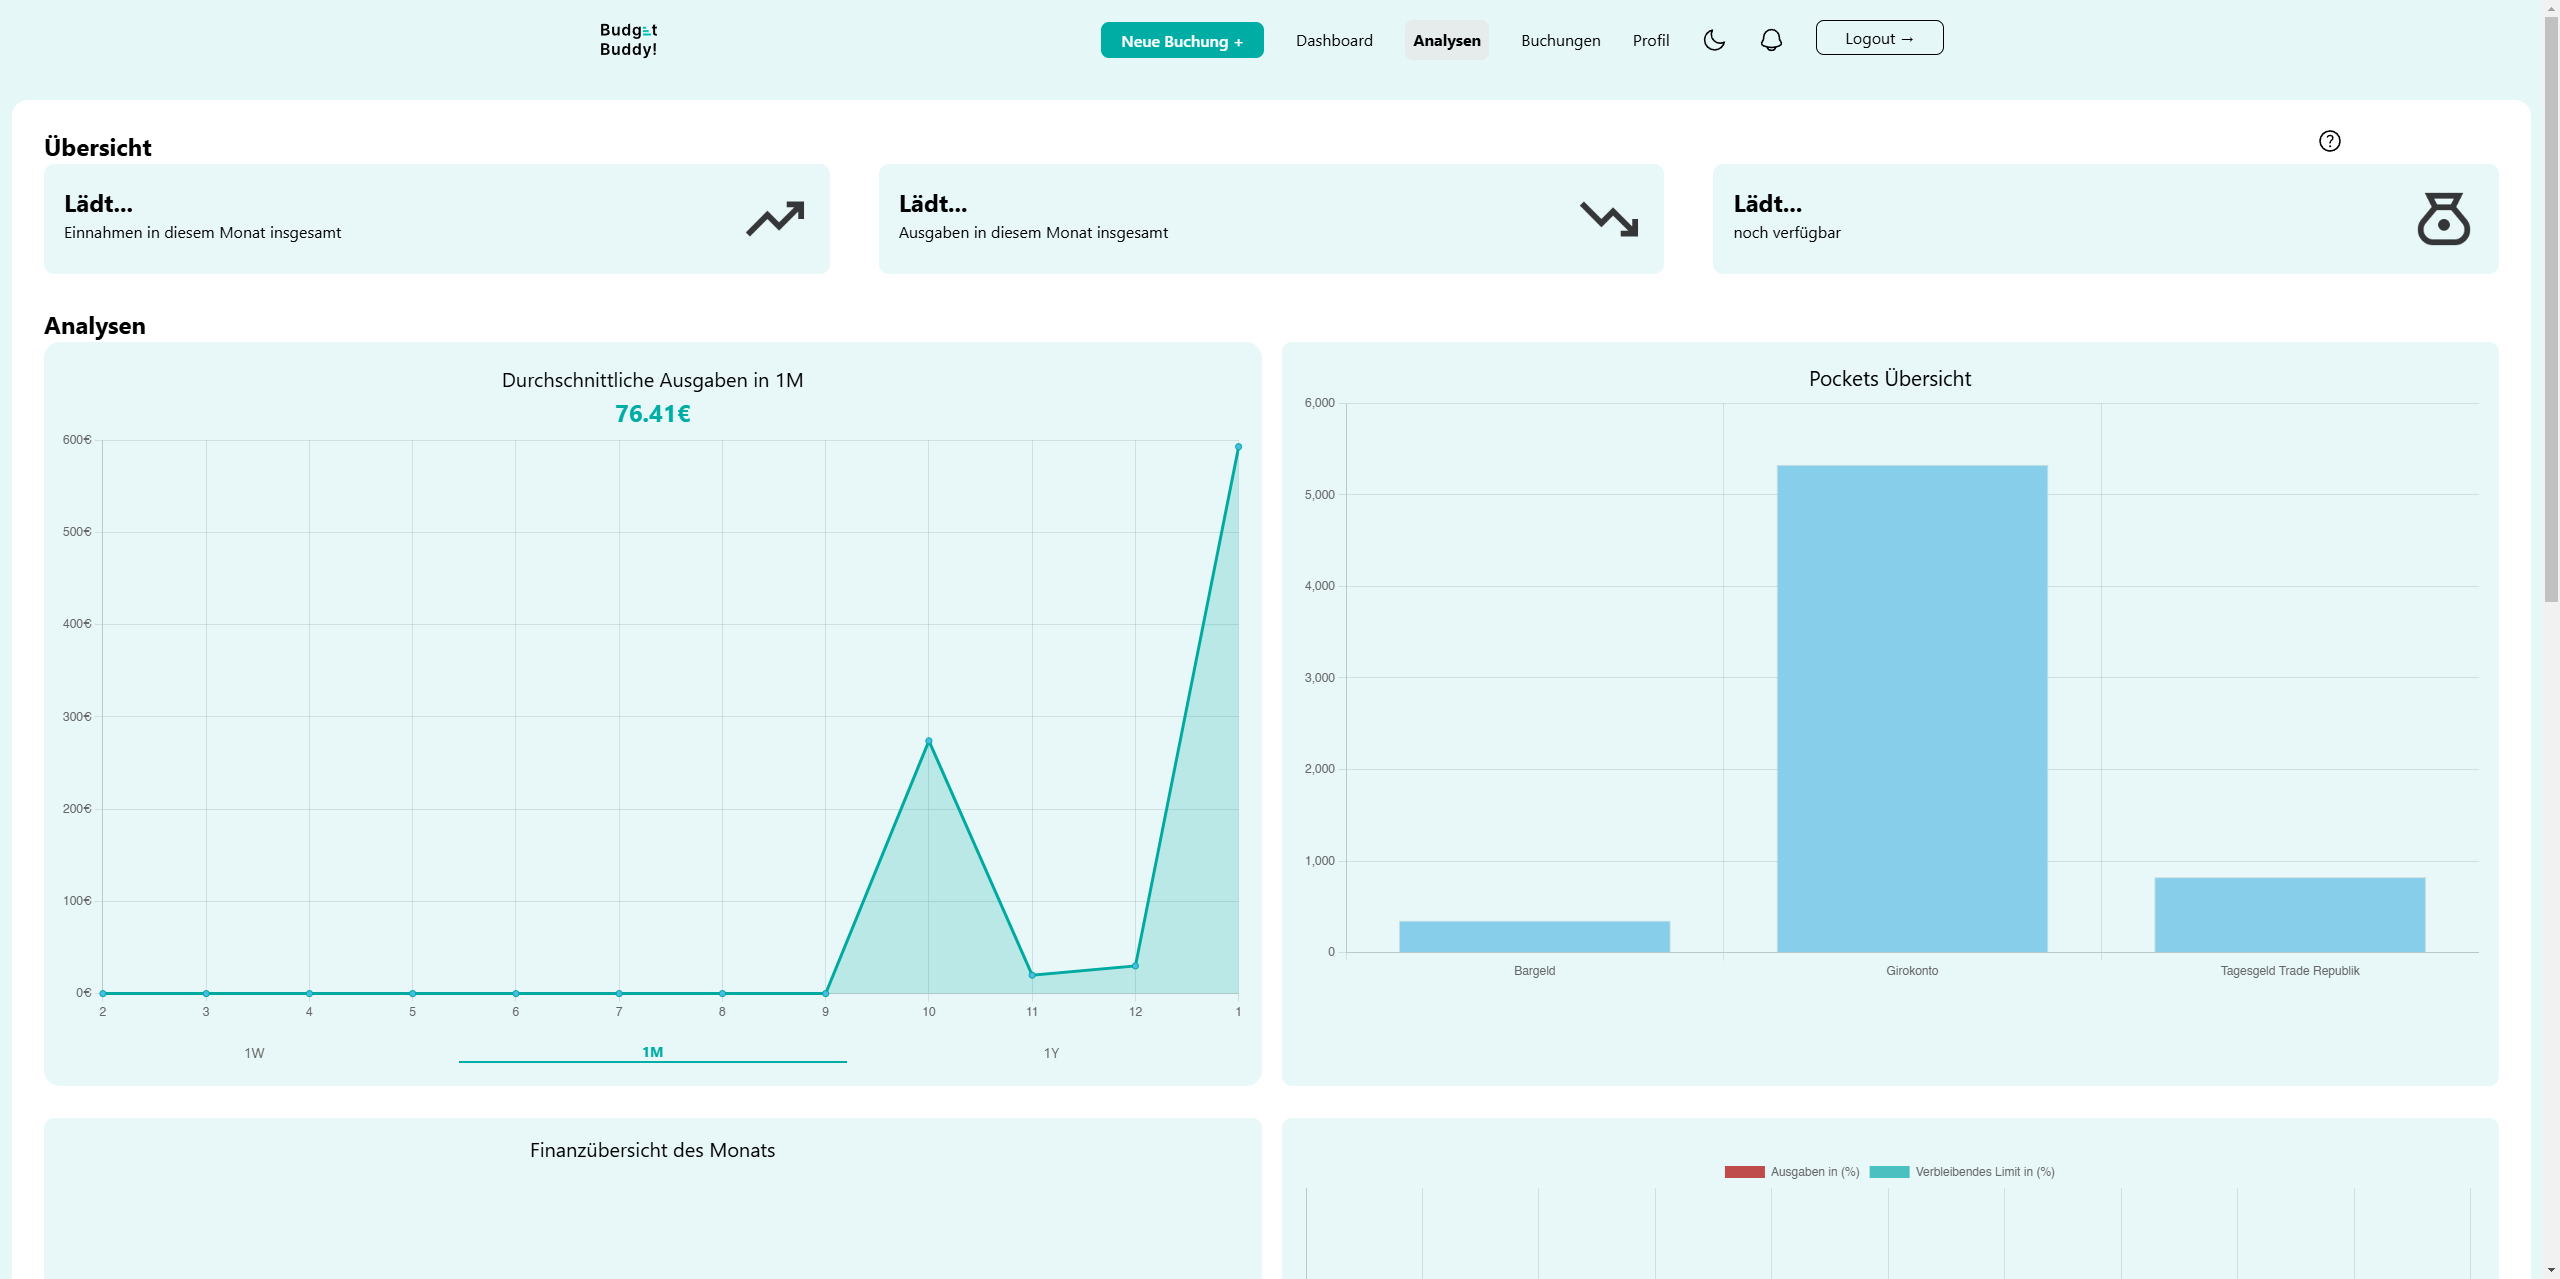 Budget
Buddy!
Neue Buchung +
Dashboard
Analysen
Buchungen
Profil
Logout →
Übersicht
Lädt...
Einnahmen in diesem Monat insgesamt
Lädt...
Ausgaben in diesem Monat insgesamt
Lädt...
noch verfügbar
Analysen
Durchschnittliche Ausgaben in 1M
76.41€
600€
500€
400€
300€
200€
100€
0€
2 3 4 5 6 7 8 9 10 11 12 1
1W 1M 1Y
Pockets Übersicht
6,000
5,000
4,000
3,000
2,000
1,000
0
Bargeld Girokonto Tagesgeld Trade Republik
Finanzübersicht des Monats
Ausgaben in (%) Verbleibendes Limit in (%)